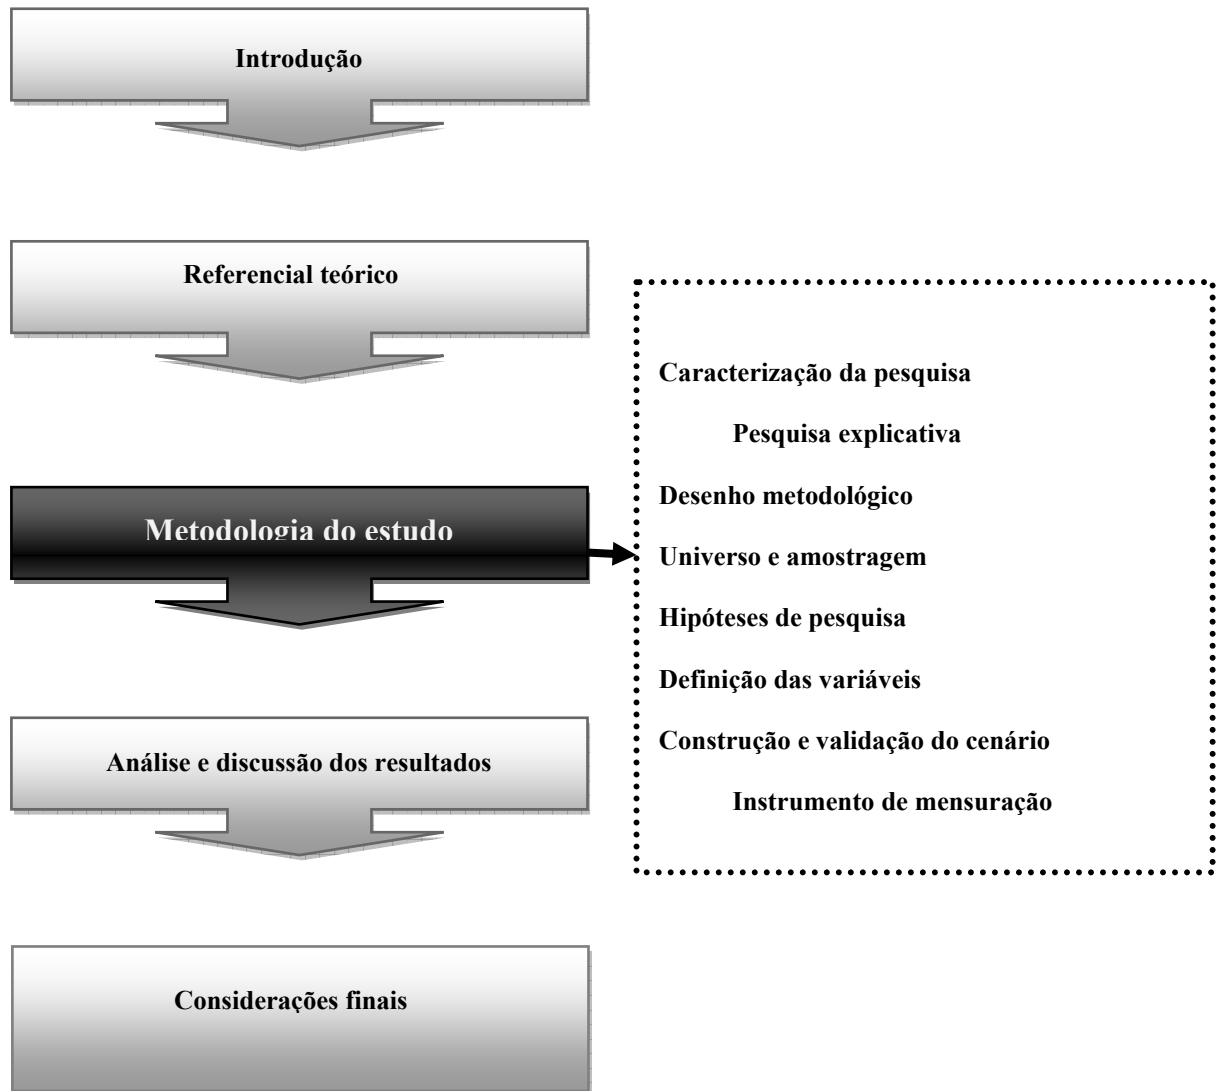 Introdução
Referencial teórico
Metodologia do estudo
Caracterização da pesquisa
Pesquisa explicativa
Desenho metodológico
Universo e amostragem
Hipóteses de pesquisa
Definição das variáveis
Construção e validação do cenário
Instrumento de mensuração
Análise e discussão dos resultados
Considerações finais